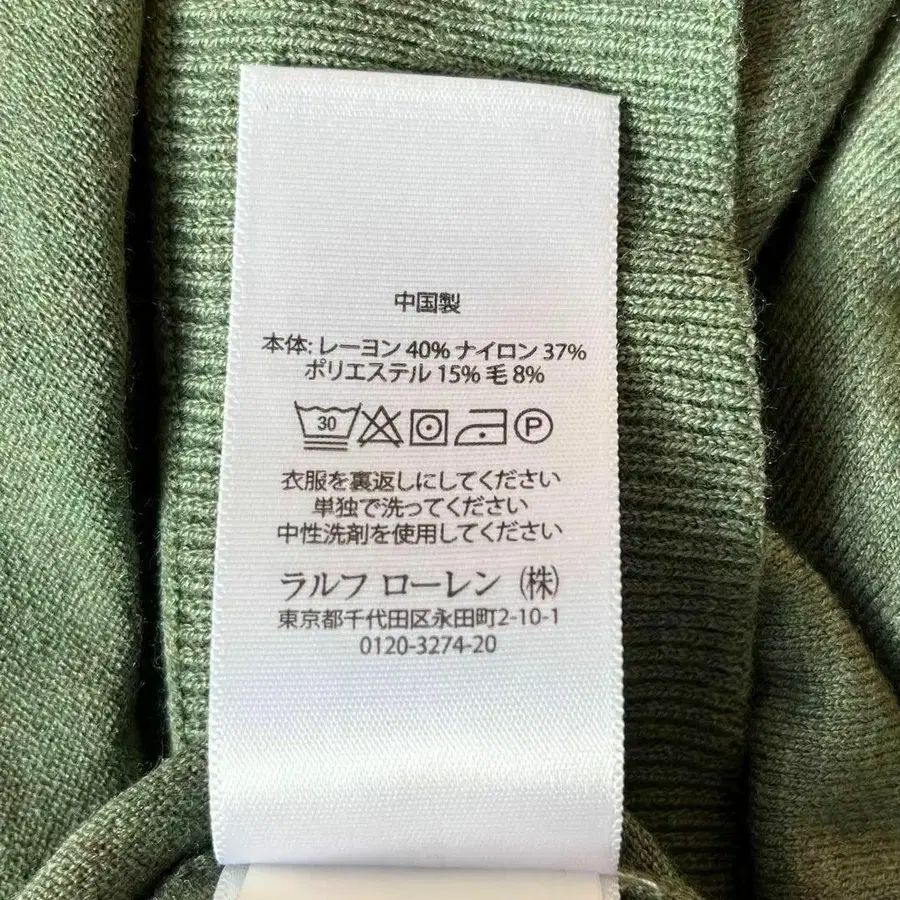 中国製
本体: レーヨン 40% ナイロン 37%
ポリエステル 15% 毛 8%
30 P
衣服を裏返しにしてください
単独で洗ってください
中性洗剤を使用してください
ラルフ ローレン (株)
東京都千代田区永田町2-10-1
0120-3274-20